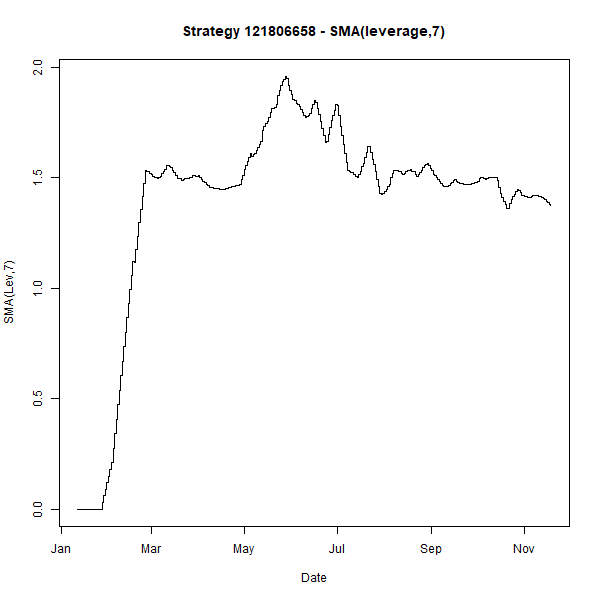 Strategy 121806658 - SMA(leverage,7)
2.0
1.5
1.0
0.5
0.0
SMA(Lev,7)
Jan Mar May Jul Sep Nov
Date